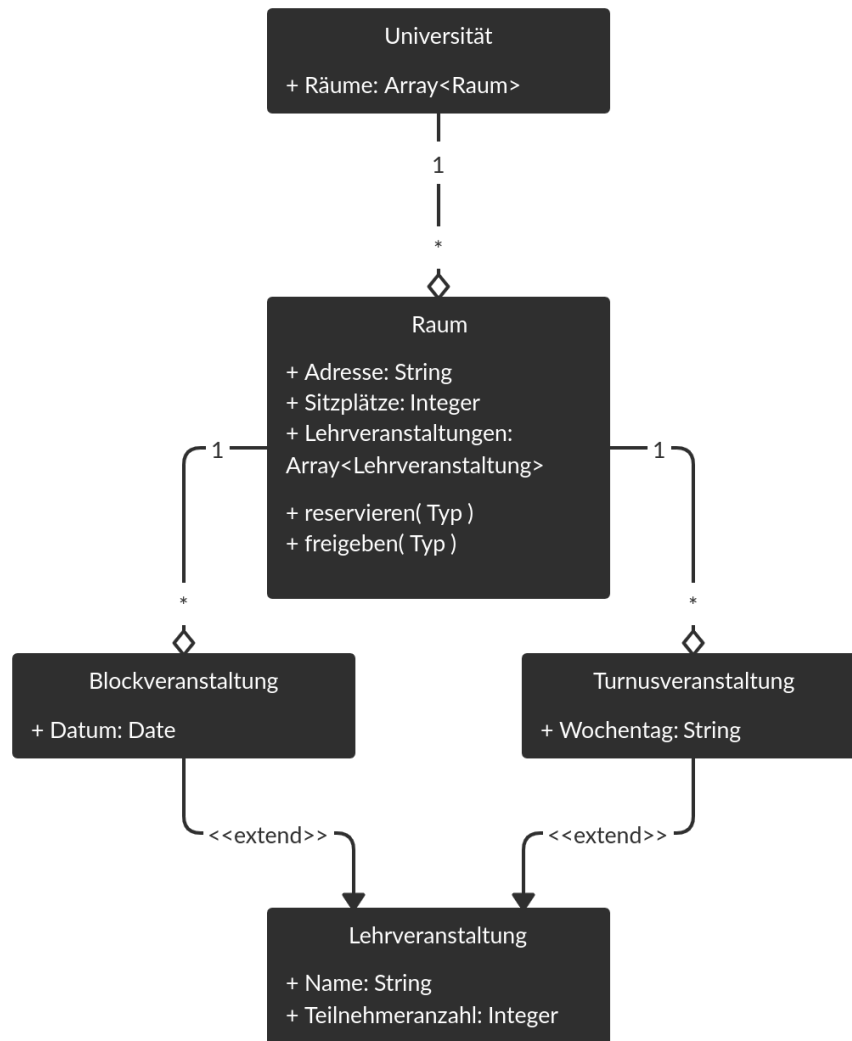 Universität
+ Räume: Array<Raum>
1
*
Raum
+ Adresse: String
+ Sitzplätze: Integer
+ Lehrveranstaltungen:
Array<Lehrveranstaltung>
+ reservieren( Typ )
+ freigeben( Typ )
1
1
*
*
Blockveranstaltung
+ Datum: Date
Turnusveranstaltung
+ Wochentag: String
<<extend>>
<<extend>>
Lehrveranstaltung
+ Name: String
+ Teilnehmeranzahl: Integer